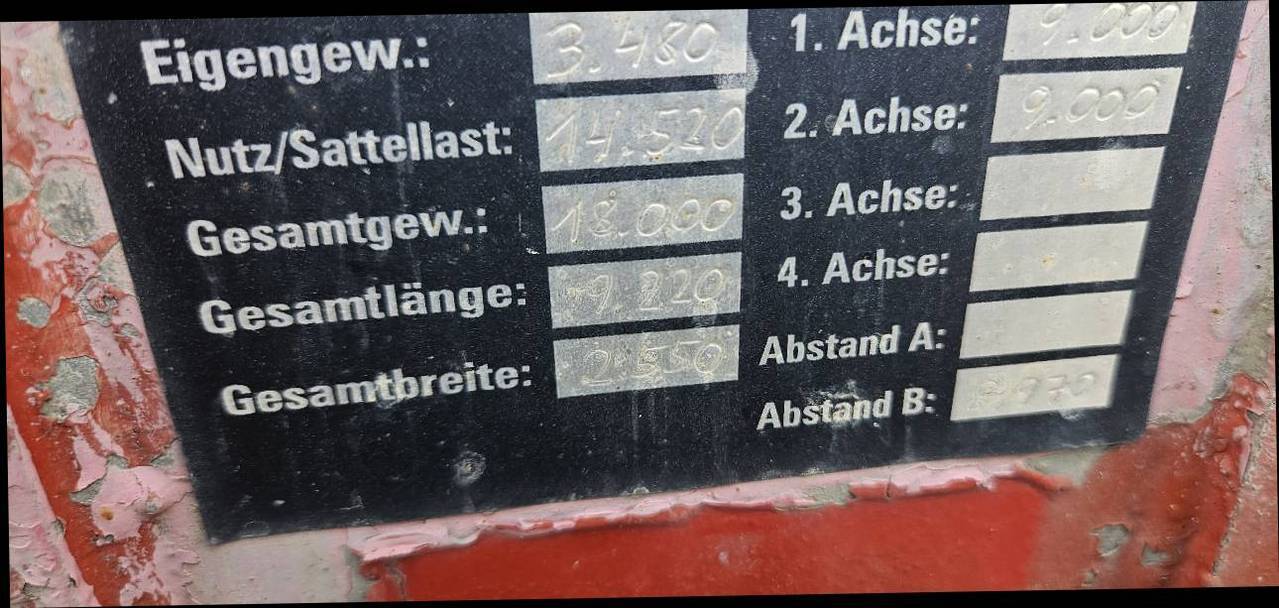 Eigengew.: 3.480
Nutz/Sattellast: 14.520
Gesamtgew.: 18.000
Gesamtlänge: 9.220
Gesamtbreite: 2.550
1. Achse: 9.000
2. Achse: 9.000
3. Achse:
4. Achse:
Abstand A:
Abstand B: